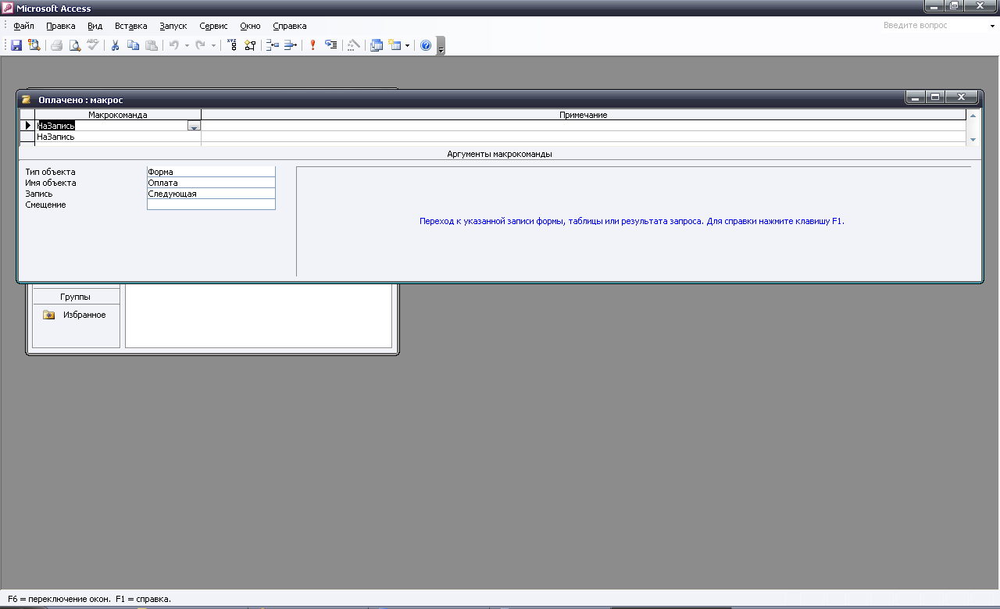 Microsoft Access
Файл Правка Вид Вставка Запуск Сервис Окно Справка Введите вопрос
Оплачено : макрос
Макрокоманда Примечание
НаЗапись
НаЗапись
Аргументы макрокоманды
Тип объекта Форма
Имя объекта Оплата
Запись Следующая
Смещение
Переход к указанной записи формы, таблицы или результата запроса. Для справки нажмите клавишу F1.
Группы
Избранное
F6 = переключение окон. F1 = справка.